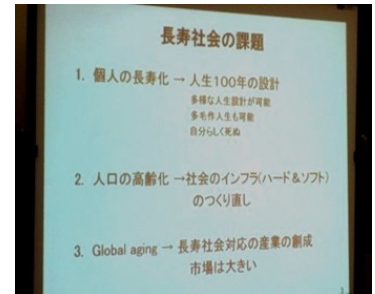 長寿社会の課題
1. 個人の長寿化 → 人生100年の設計
多様な人生設計が可能
多毛作人生も可能
自分らしく死ぬ
2. 人口の高齢化 →社会のインフラ(ハード&ソフト)
のつくり直し
3. Global aging → 長寿社会対応の産業の創成
市場は大きい
3